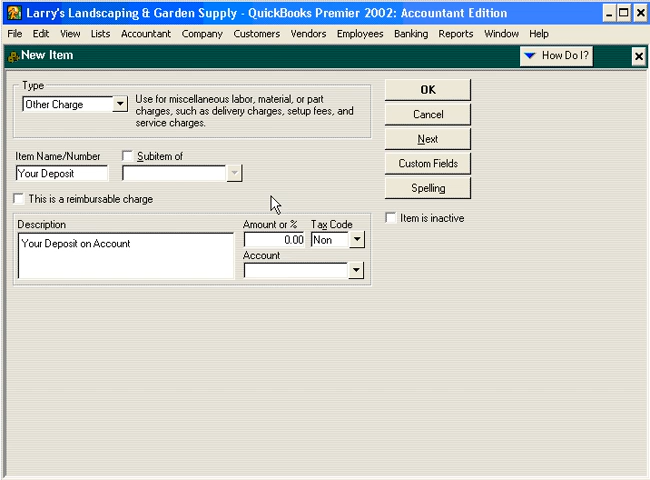 Larry's Landscaping & Garden Supply - QuickBooks Premier 2002: Accountant Edition
File Edit View Lists Accountant Company Customers Vendors Employees Banking Reports Window Help
New Item
How Do I?
Type
Other Charge
Use for miscellaneous labor, material, or part
charges, such as delivery charges, setup fees, and
service charges.
OK
Cancel
Next
Custom Fields
Spelling
Item is inactive
Item Name/Number
Subitem of
Your Deposit
This is a reimbursable charge
Description
Amount or %
Tax Code
Your Deposit on Account
0.00
Non
Account